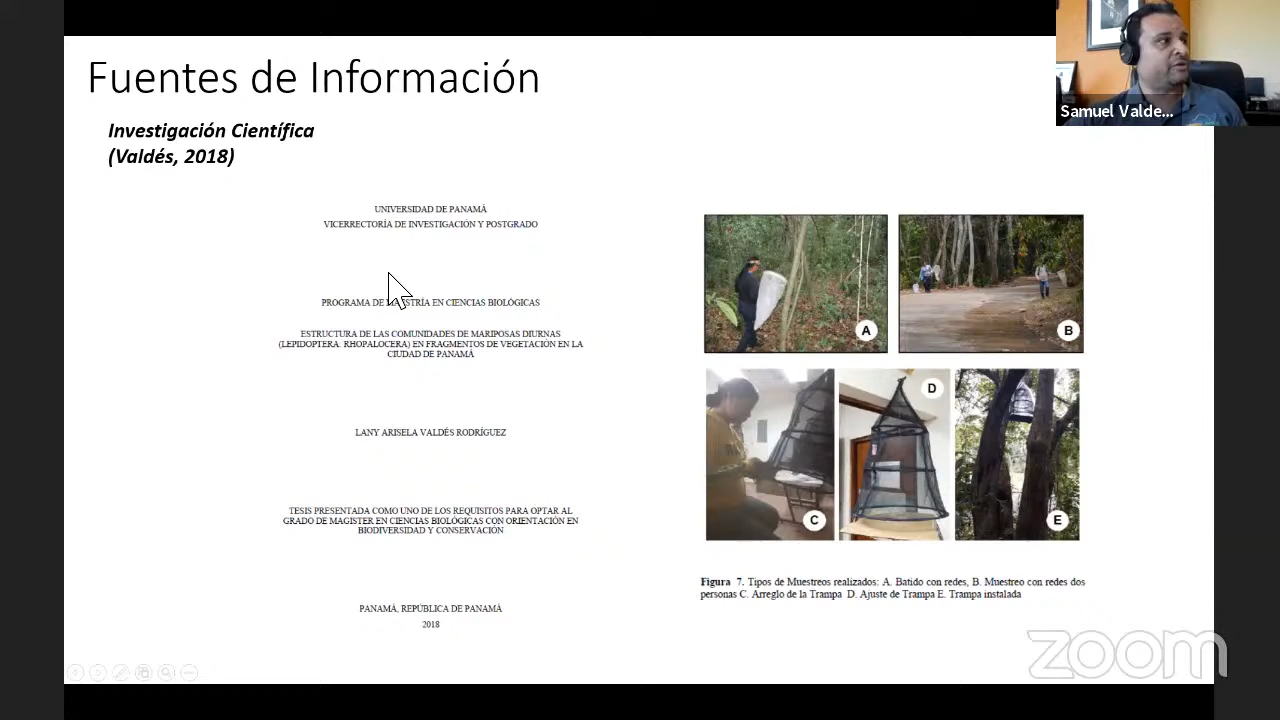 Fuentes de Información
Samuel Valde...
Investigación Científica
(Valdés, 2018)
UNIVERSIDAD DE PANAMÁ
VICERRECTORÍA DE INVESTIGACIÓN Y POSTGRADO
PROGRAMA DE MAESTRÍA EN CIENCIAS BIOLÓGICAS
ESTRUCTURA DE LAS COMUNIDADES DE MARIPOSAS DIURNAS
(LEPIDOPTERA: RHOPALOCERA) EN FRAGMENTOS DE VEGETACIÓN EN LA
CIUDAD DE PANAMÁ
LANY ARISELA VALDÉS RODRÍGUEZ
TESIS PRESENTADA COMO UNO DE LOS REQUISITOS PARA OPTAR AL
GRADO DE MAGISTER EN CIENCIAS BIOLÓGICAS CON ORIENTACIÓN EN
BIODIVERSIDAD Y CONSERVACIÓN
PANAMÁ, REPÚBLICA DE PANAMÁ
2018
A
B
C
D
E
Figura 7. Tipos de Muestreos realizados: A. Batido con redes, B. Muestreo con redes dos
personas C. Arreglo de la Trampa D. Ajuste de Trampa E. Trampa instalada
zoom